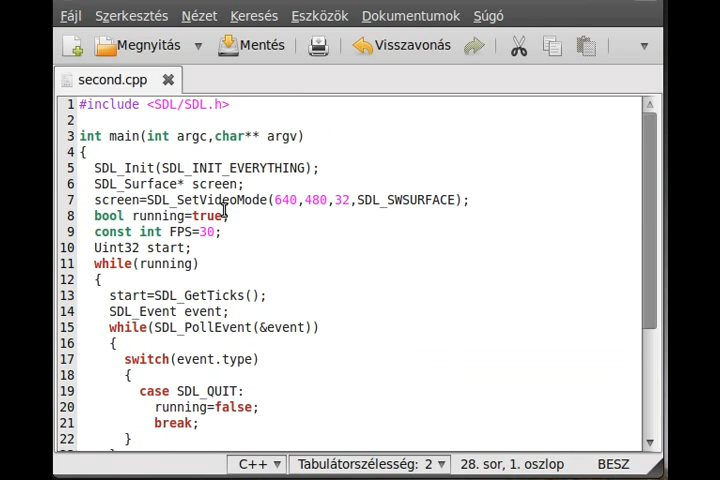 Fájl Szerkesztés Nézet Keresés Eszközök Dokumentumok Súgó
Megnyitás Mentés Visszavonás
second.cpp
1 #include <SDL/SDL.h>
2
3 int main(int argc,char** argv)
4 {
5 SDL_Init(SDL_INIT_EVERYTHING);
6 SDL_Surface* screen;
7 screen=SDL_SetVideoMode(640,480,32,SDL_SWSURFACE);
8 bool running=true;
9 const int FPS=30;
10 Uint32 start;
11 while(running)
12 {
13 start=SDL_GetTicks();
14 SDL_Event event;
15 while(SDL_PollEvent(&event))
16 {
17 switch(event.type)
18 {
19 case SDL_QUIT:
20 running=false;
21 break;
22 }
C++ Tabulátorszélesség: 2 28. sor, 1. oszlop BESZ